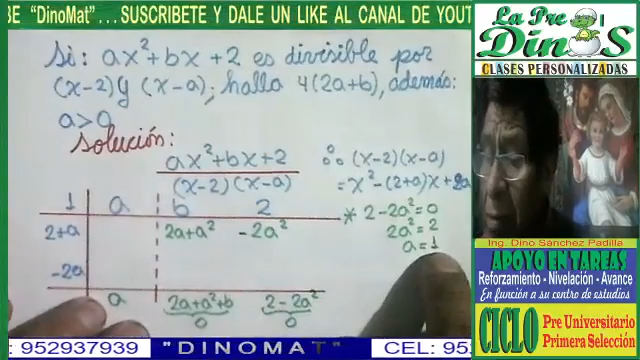 BE "DinoMat"... SUSCRIBETE Y DALE UN LIKE AL CANAL DE YOUT
La Pre
Dinos
CLASES PERSONALIZADAS
Si: ax²+bx+2 es divisible por
(x-2) y (x-a); halla 4(2a+b), además:
a>0
Solución:
ax²+bx+2
(x-2)(x-a)
∴ (x-2)(x-a)
=x²-(2+a)x+2a
1 a b 2
2+a 2a+a² -2a²
-2a
a 2a+a²+b 2-2a²
0 0
* 2-2a²=0
2a²=2
a=1
Ing. Dino Sánchez Padilla
APOYO EN TAREAS
Reforzamiento - Nivelación - Avance
En función a su centro de estudios
CICLO Pre Universitario
Primera Selección
: 952937939 "DINOMAT" CEL: 952